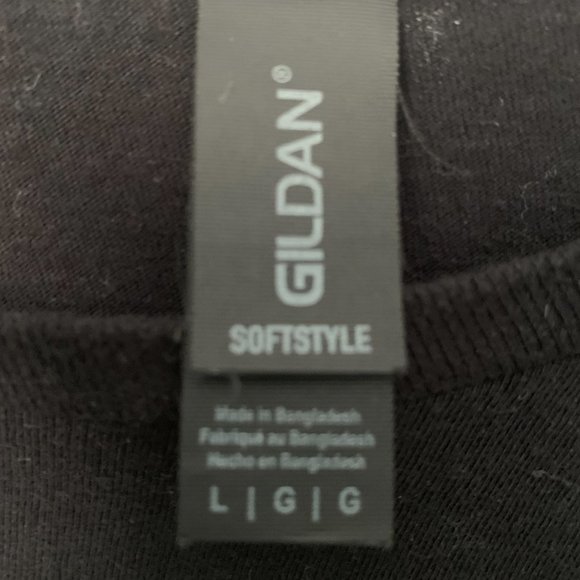 GILDAN®
SOFTSTYLE
Made in Bangladesh
Fabriqué au Bangladesh
Hecho en Bangladesh
L | G | G